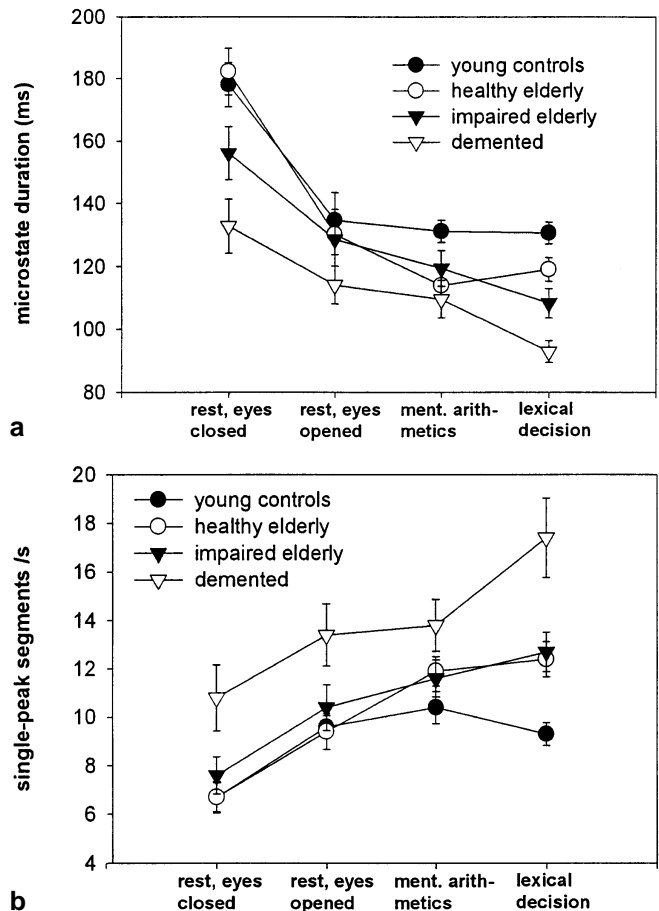 200
180
160
140
120
100
80
microstate duration (ms)
young controls
healthy elderly
impaired elderly
demented
rest, eyes closed
rest, eyes opened
ment. arith-
metics
lexical decision
a
20
18
16
14
12
10
8
6
4
single-peak segments /s
young controls
healthy elderly
impaired elderly
demented
rest, eyes closed
rest, eyes opened
ment. arith-
metics
lexical decision
b